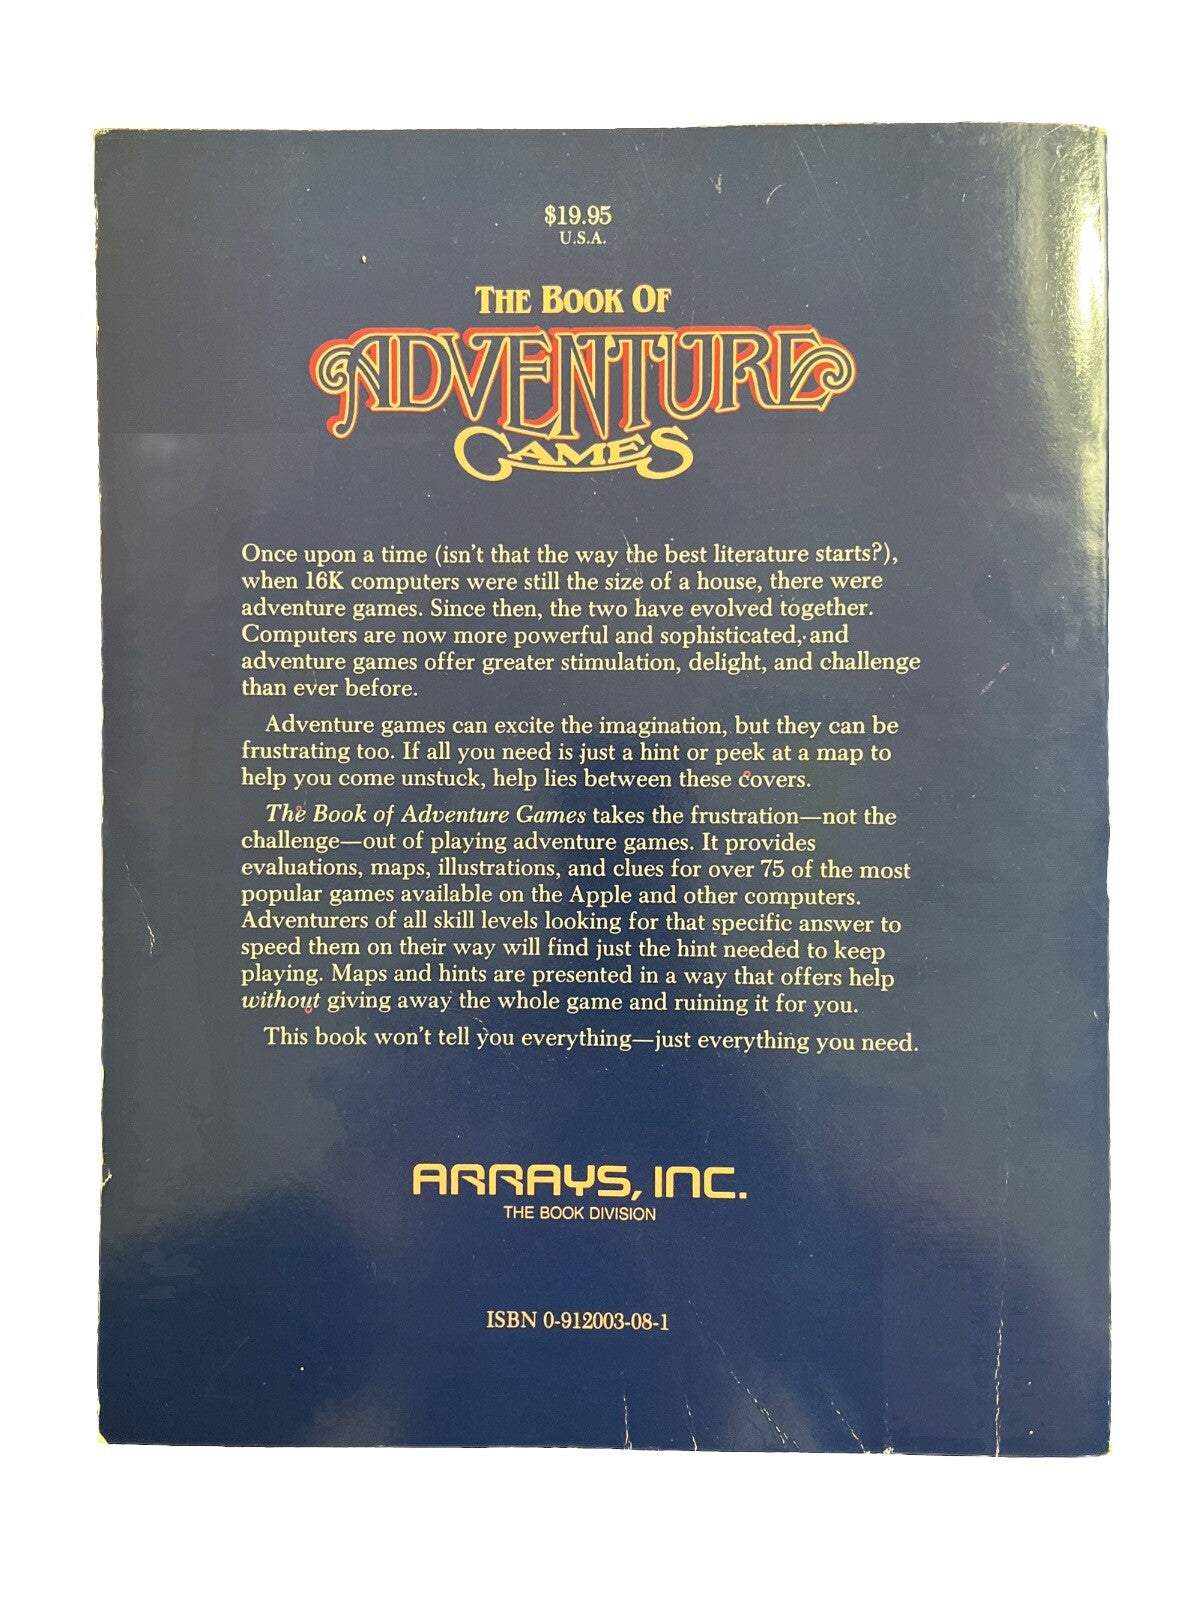 $19.95
U.S.A.
THE BOOK OF
ADVENTURE
GAMES
Once upon a time (isn't that the way the best literature starts?),
when 16K computers were still the size of a house, there were
adventure games. Since then, the two have evolved together.
Computers are now more powerful and sophisticated, and
adventure games offer greater stimulation, delight, and challenge
than ever before.
Adventure games can excite the imagination, but they can be
frustrating too. If all you need is just a hint or peek at a map to
help you come unstuck, help lies between these covers.
The Book of Adventure Games takes the frustration—not the
challenge—out of playing adventure games. It provides
evaluations, maps, illustrations, and clues for over 75 of the most
popular games available on the Apple and other computers.
Adventurers of all skill levels looking for that specific answer to
speed them on their way will find just the hint needed to keep
playing. Maps and hints are presented in a way that offers help
without giving away the whole game and ruining it for you.
This book won't tell you everything—just everything you need.
ARRAYS, INC.
THE BOOK DIVISION
ISBN 0-912003-08-1